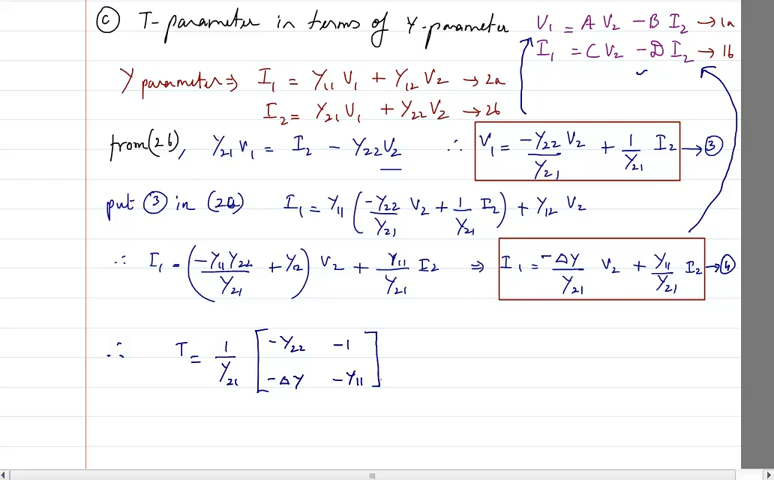 (c) T-parameter in terms of Y-parameter
V₁ = A V₂ - B I₂ → 1a
I₁ = C V₂ - D I₂ → 1b
Y parameter ⇒ I₁ = Y₁₁ V₁ + Y₁₂ V₂ → 2a
I₂ = Y₂₁ V₁ + Y₂₂ V₂ → 2b
from (2b), Y₂₁ V₁ = I₂ - Y₂₂ V₂ ∴ V₁ = -Y₂₂/Y₂₁ V₂ + 1/Y₂₁ I₂ → (3)
put (3) in (2a) I₁ = Y₁₁ (-Y₂₂/Y₂₁ V₂ + 1/Y₂₁ I₂) + Y₁₂ V₂
∴ I₁ = (-Y₁₁Y₂₂/Y₂₁ + Y₁₂) V₂ + Y₁₁/Y₂₁ I₂ ⇒ I₁ = -ΔY/Y₂₁ V₂ + Y₁₁/Y₂₁ I₂ → (4)
∴ T = 1/Y₂₁ [-Y₂₂ -1
-ΔY -Y₁₁]